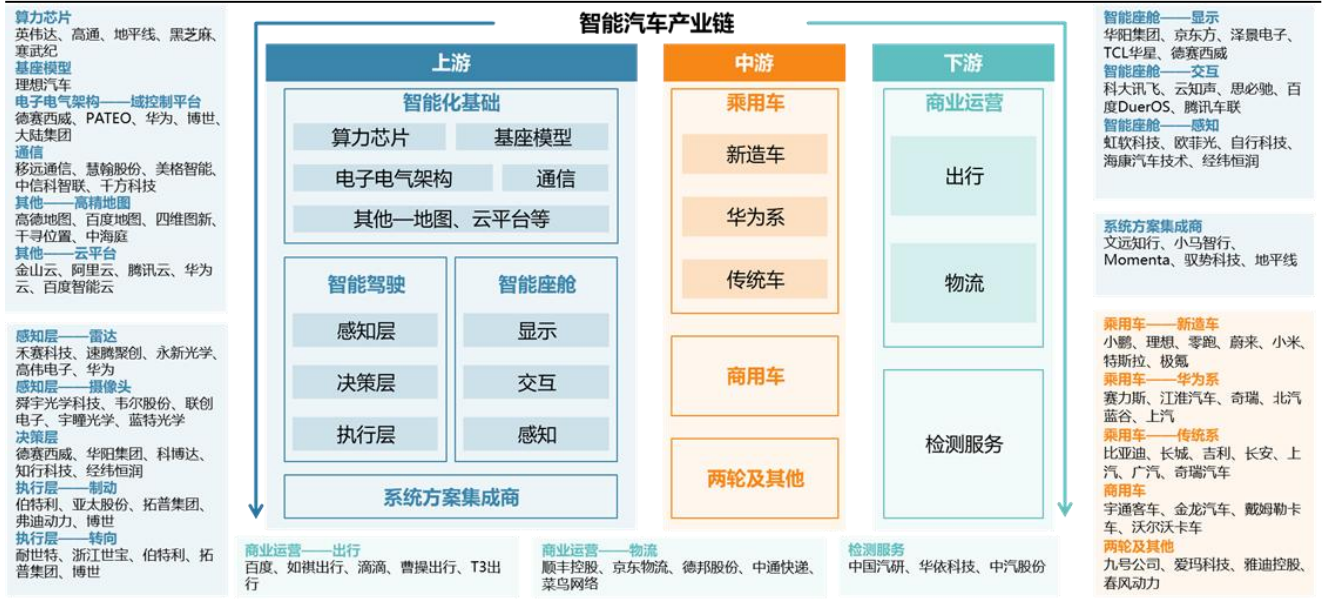 智能汽车产业链
算力芯片
英伟达、高通、地平线、黑芝麻、
寒武纪
基座模型
理想汽车
电子电气架构——域控制平台
德赛西威、PATEO、华为、博世、
大陆集团
通信
移远通信、慧翰股份、美格智能、
中信科智联、千方科技
其他——高精地图
高德地图、百度地图、四维图新、
千寻位置、中海庭
其他——云平台
金山云、阿里云、腾讯云、华为
云、百度智能云
感知层——雷达
禾赛科技、速腾聚创、永新光学、
高伟电子、华为
感知层——摄像头
舜宇光学科技、韦尔股份、联创
电子、宇瞳光学、蓝特光学
决策层
德赛西威、华阳集团、科博达、
知行科技、经纬恒润
执行层——制动
伯特利、亚太股份、拓普集团、
弗迪动力、博世
执行层——转向
耐世特、浙江世宝、伯特利、拓
普集团、博世
上游
智能化基础
算力芯片
基座模型
电子电气架构
通信
其他—地图、云平台等
智能驾驶
感知层
决策层
执行层
智能座舱
显示
交互
感知
系统方案集成商
中游
乘用车
新造车
华为系
传统车
商用车
两轮及其他
下游
商业运营
出行
物流
检测服务
商业运营——出行
百度、如祺出行、滴滴、曹操出行、T3出
行
商业运营——物流
顺丰控股、京东物流、德邦股份、中通快递、
菜鸟网络
检测服务
中国汽研、华依科技、中汽股份
智能座舱——显示
华阳集团、京东方、泽景电子、
TCL华星、德赛西威
智能座舱——交互
科大讯飞、云知声、思必驰、百
度DuerOS、腾讯车联
智能座舱——感知
虹软科技、欧菲光、自行科技、
海康汽车技术、经纬恒润
系统方案集成商
文远知行、小马智行、
Momenta、驭势科技、地平线
乘用车——新造车
小鹏、理想、零跑、蔚来、小米、
特斯拉、极氪
乘用车——华为系
赛力斯、江淮汽车、奇瑞、北汽
蓝谷、上汽
乘用车——传统系
比亚迪、长城、吉利、长安、上
汽、广汽、奇瑞汽车
商用车
宇通客车、金龙汽车、戴姆勒卡
车、沃尔沃卡车
两轮及其他
九号公司、爱玛科技、雅迪控股、
春风动力